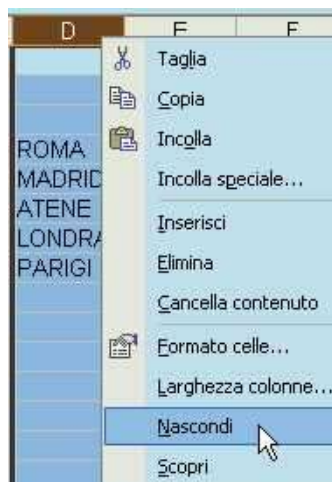 D E F
Taglia
Copia
Incolla
Incolla speciale...
Inserisci
Elimina
Cancella contenuto
Formato celle...
Larghezza colonne...
Nascondi
Scopri
ROMA
MADRID
ATENE
LONDRA
PARIGI